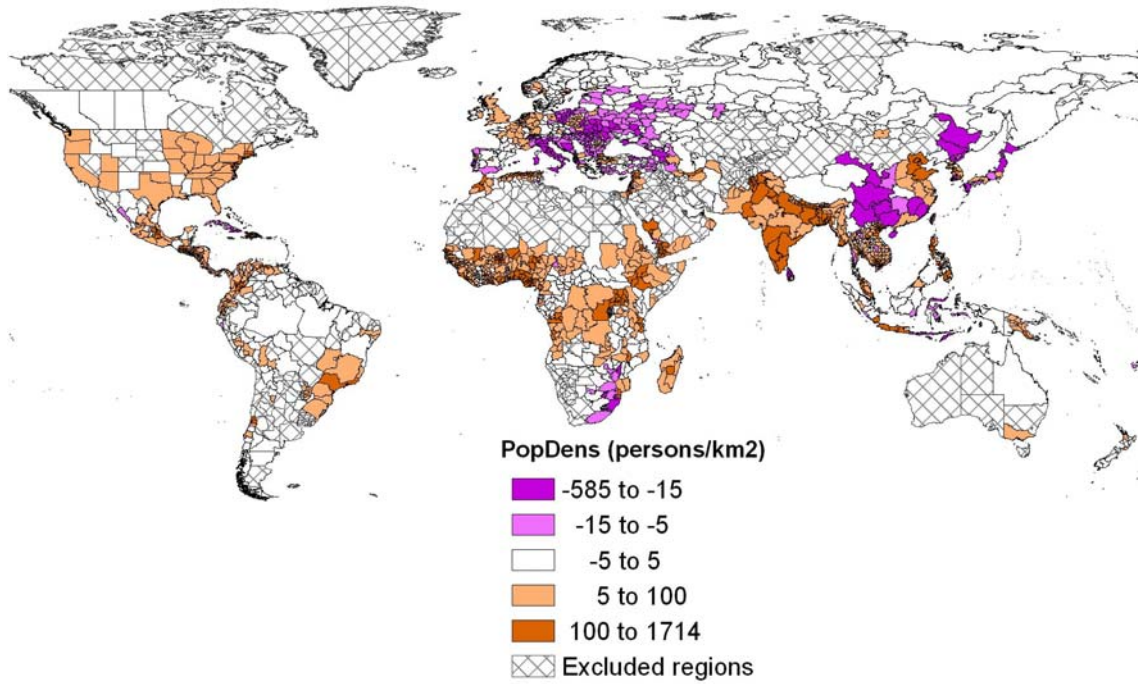 PopDens (persons/km2)
-585 to -15
-15 to -5
-5 to 5
5 to 100
100 to 1714
Excluded regions